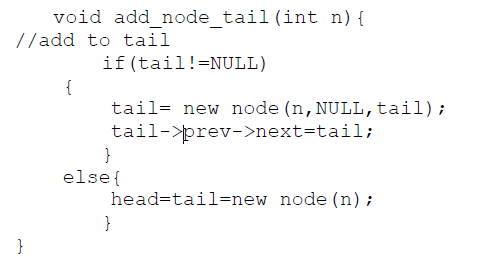 void add_node_tail(int n){
//add to tail
if(tail!=NULL)
{
tail= new node(n,NULL,tail);
tail->prev->next=tail;
}
else{
head=tail=new node(n);
}
}